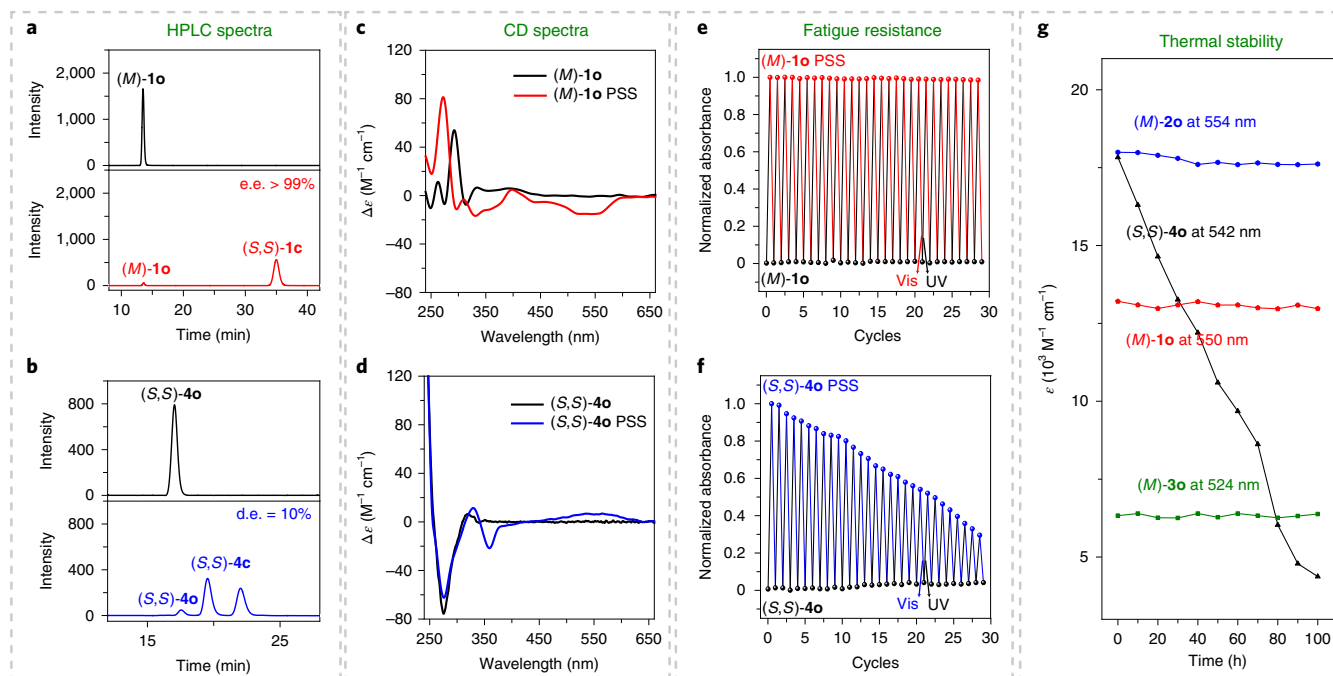 a
HPLC spectra
2,000
1,000
0
Intensity
(M)-1o
2,000
1,000
0
Intensity
e.e. > 99%
(M)-1o
(S,S)-1c
10 20 30 40
Time (min)
b
800
400
0
Intensity
(S,S)-4o
800
400
0
Intensity
d.e. = 10%
(S,S)-4o
(S,S)-4c
15 25
Time (min)
c
CD spectra
120
80
40
0
−40
−80
Δε (M−1 cm−1)
(M)-1o
(M)-1o PSS
250 350 450 550 650
Wavelength (nm)
d
120
80
40
0
−40
−80
Δε (M−1 cm−1)
(S,S)-4o
(S,S)-4o PSS
250 350 450 550 650
Wavelength (nm)
e
Fatigue resistance
(M)-1o PSS
1.0
0.8
0.6
0.4
0.2
0
Normalized absorbance
(M)-1o
Vis
UV
0 5 10 15 20 25 30
Cycles
f
(S,S)-4o PSS
1.0
0.8
0.6
0.4
0.2
0
Normalized absorbance
(S,S)-4o
Vis
UV
0 5 10 15 20 25 30
Cycles
g
Thermal stability
20
15
10
5
ε (10³ M−1 cm−1)
(M)-2o at 554 nm
(S,S)-4o at 542 nm
(M)-1o at 550 nm
(M)-3o at 524 nm
0 20 40 60 80 100
Time (h)